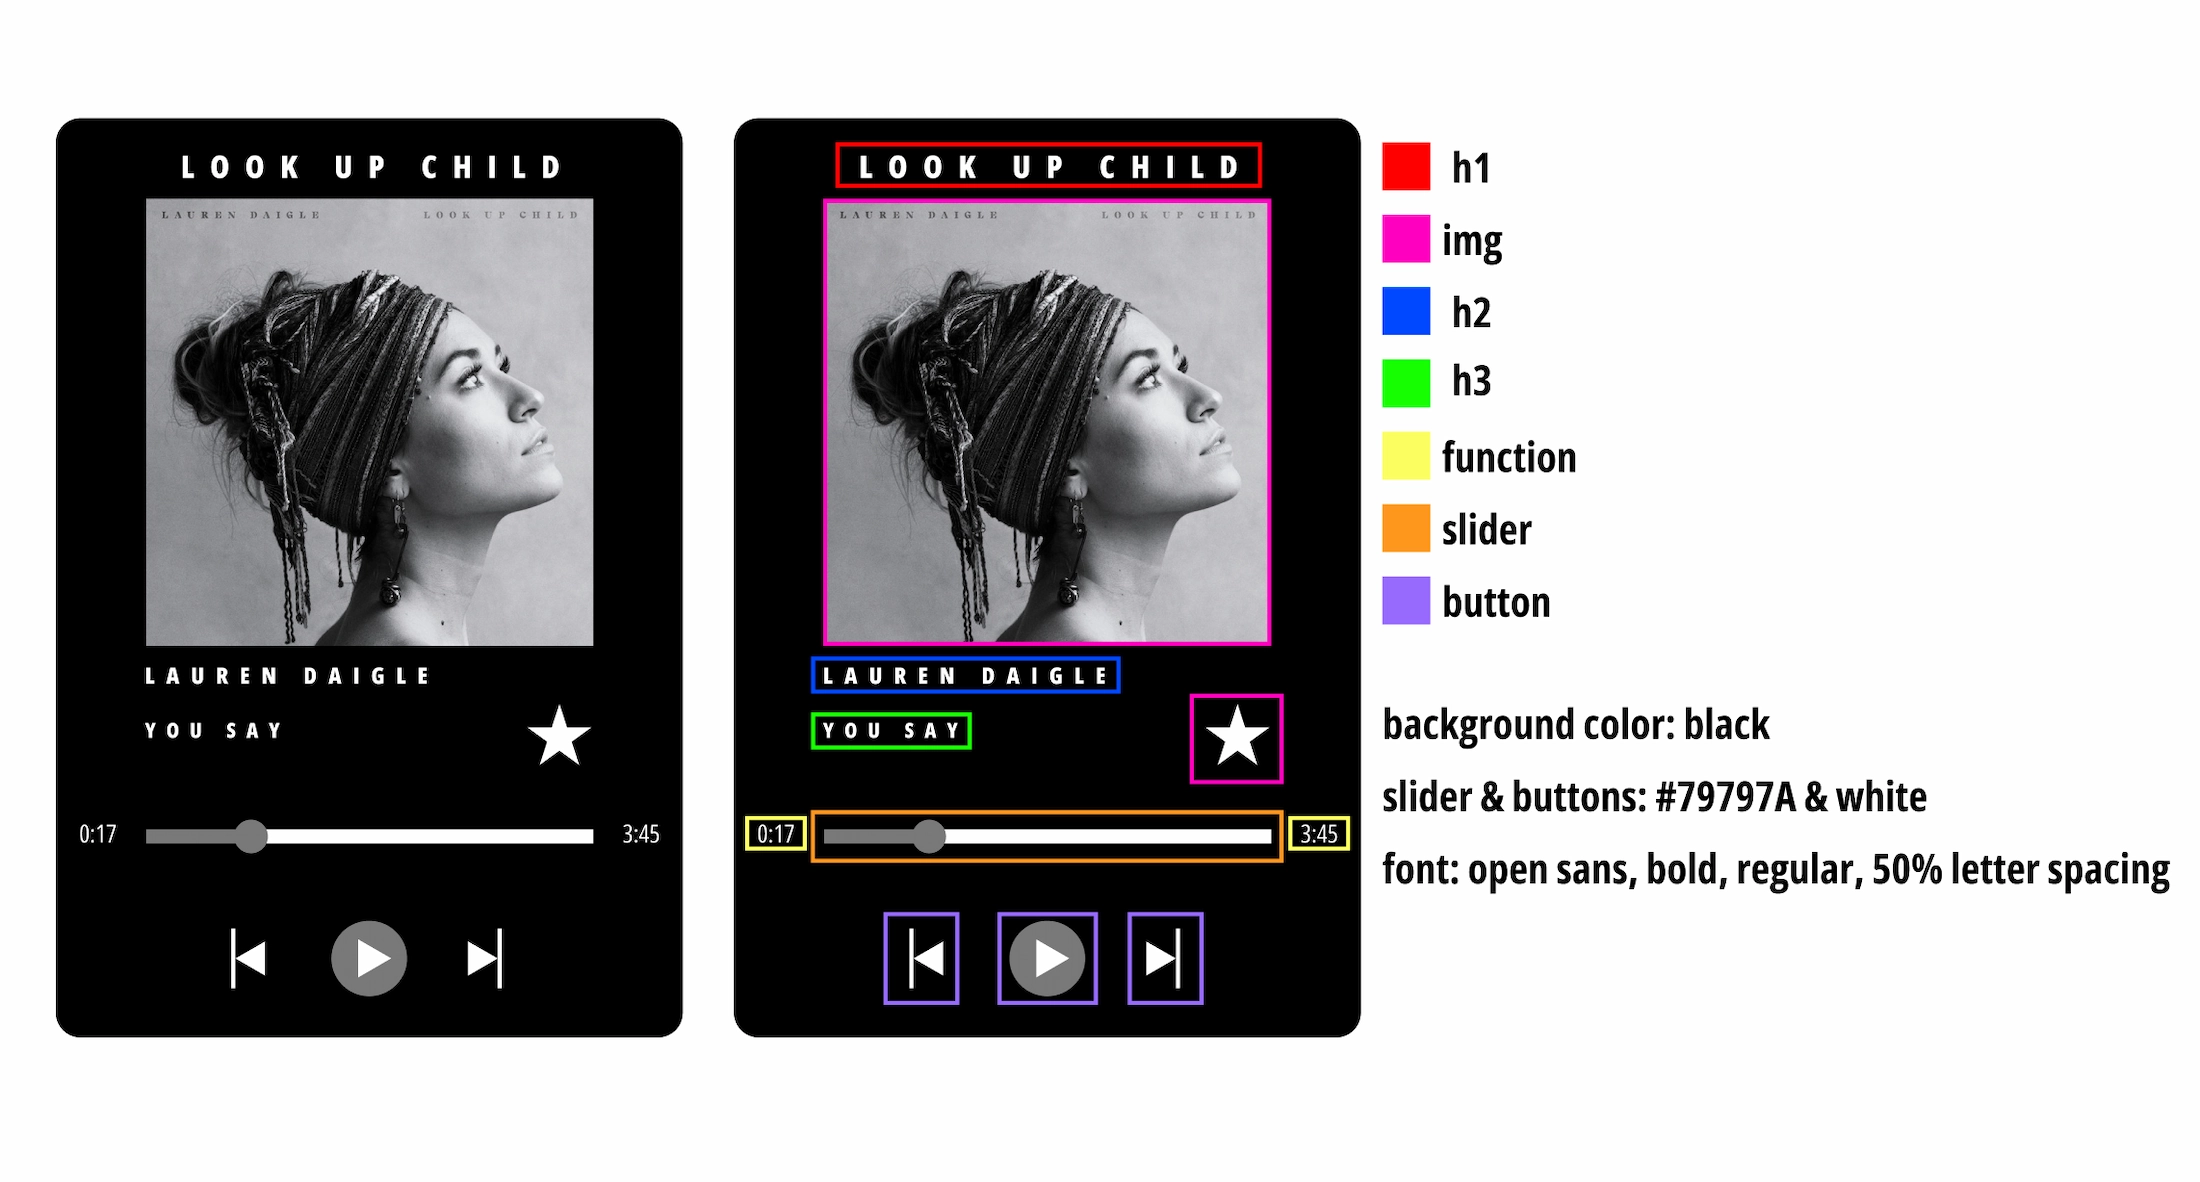 LOOK UP CHILD
LAUREN DAIGLE LOOK UP CHILD
LAUREN DAIGLE
YOU SAY
0:17 3:45
LOOK UP CHILD
LAUREN DAIGLE LOOK UP CHILD
LAUREN DAIGLE
YOU SAY
0:17 3:45
h1
img
h2
h3
function
slider
button
background color: black
slider & buttons: #79797A & white
font: open sans, bold, regular, 50% letter spacing